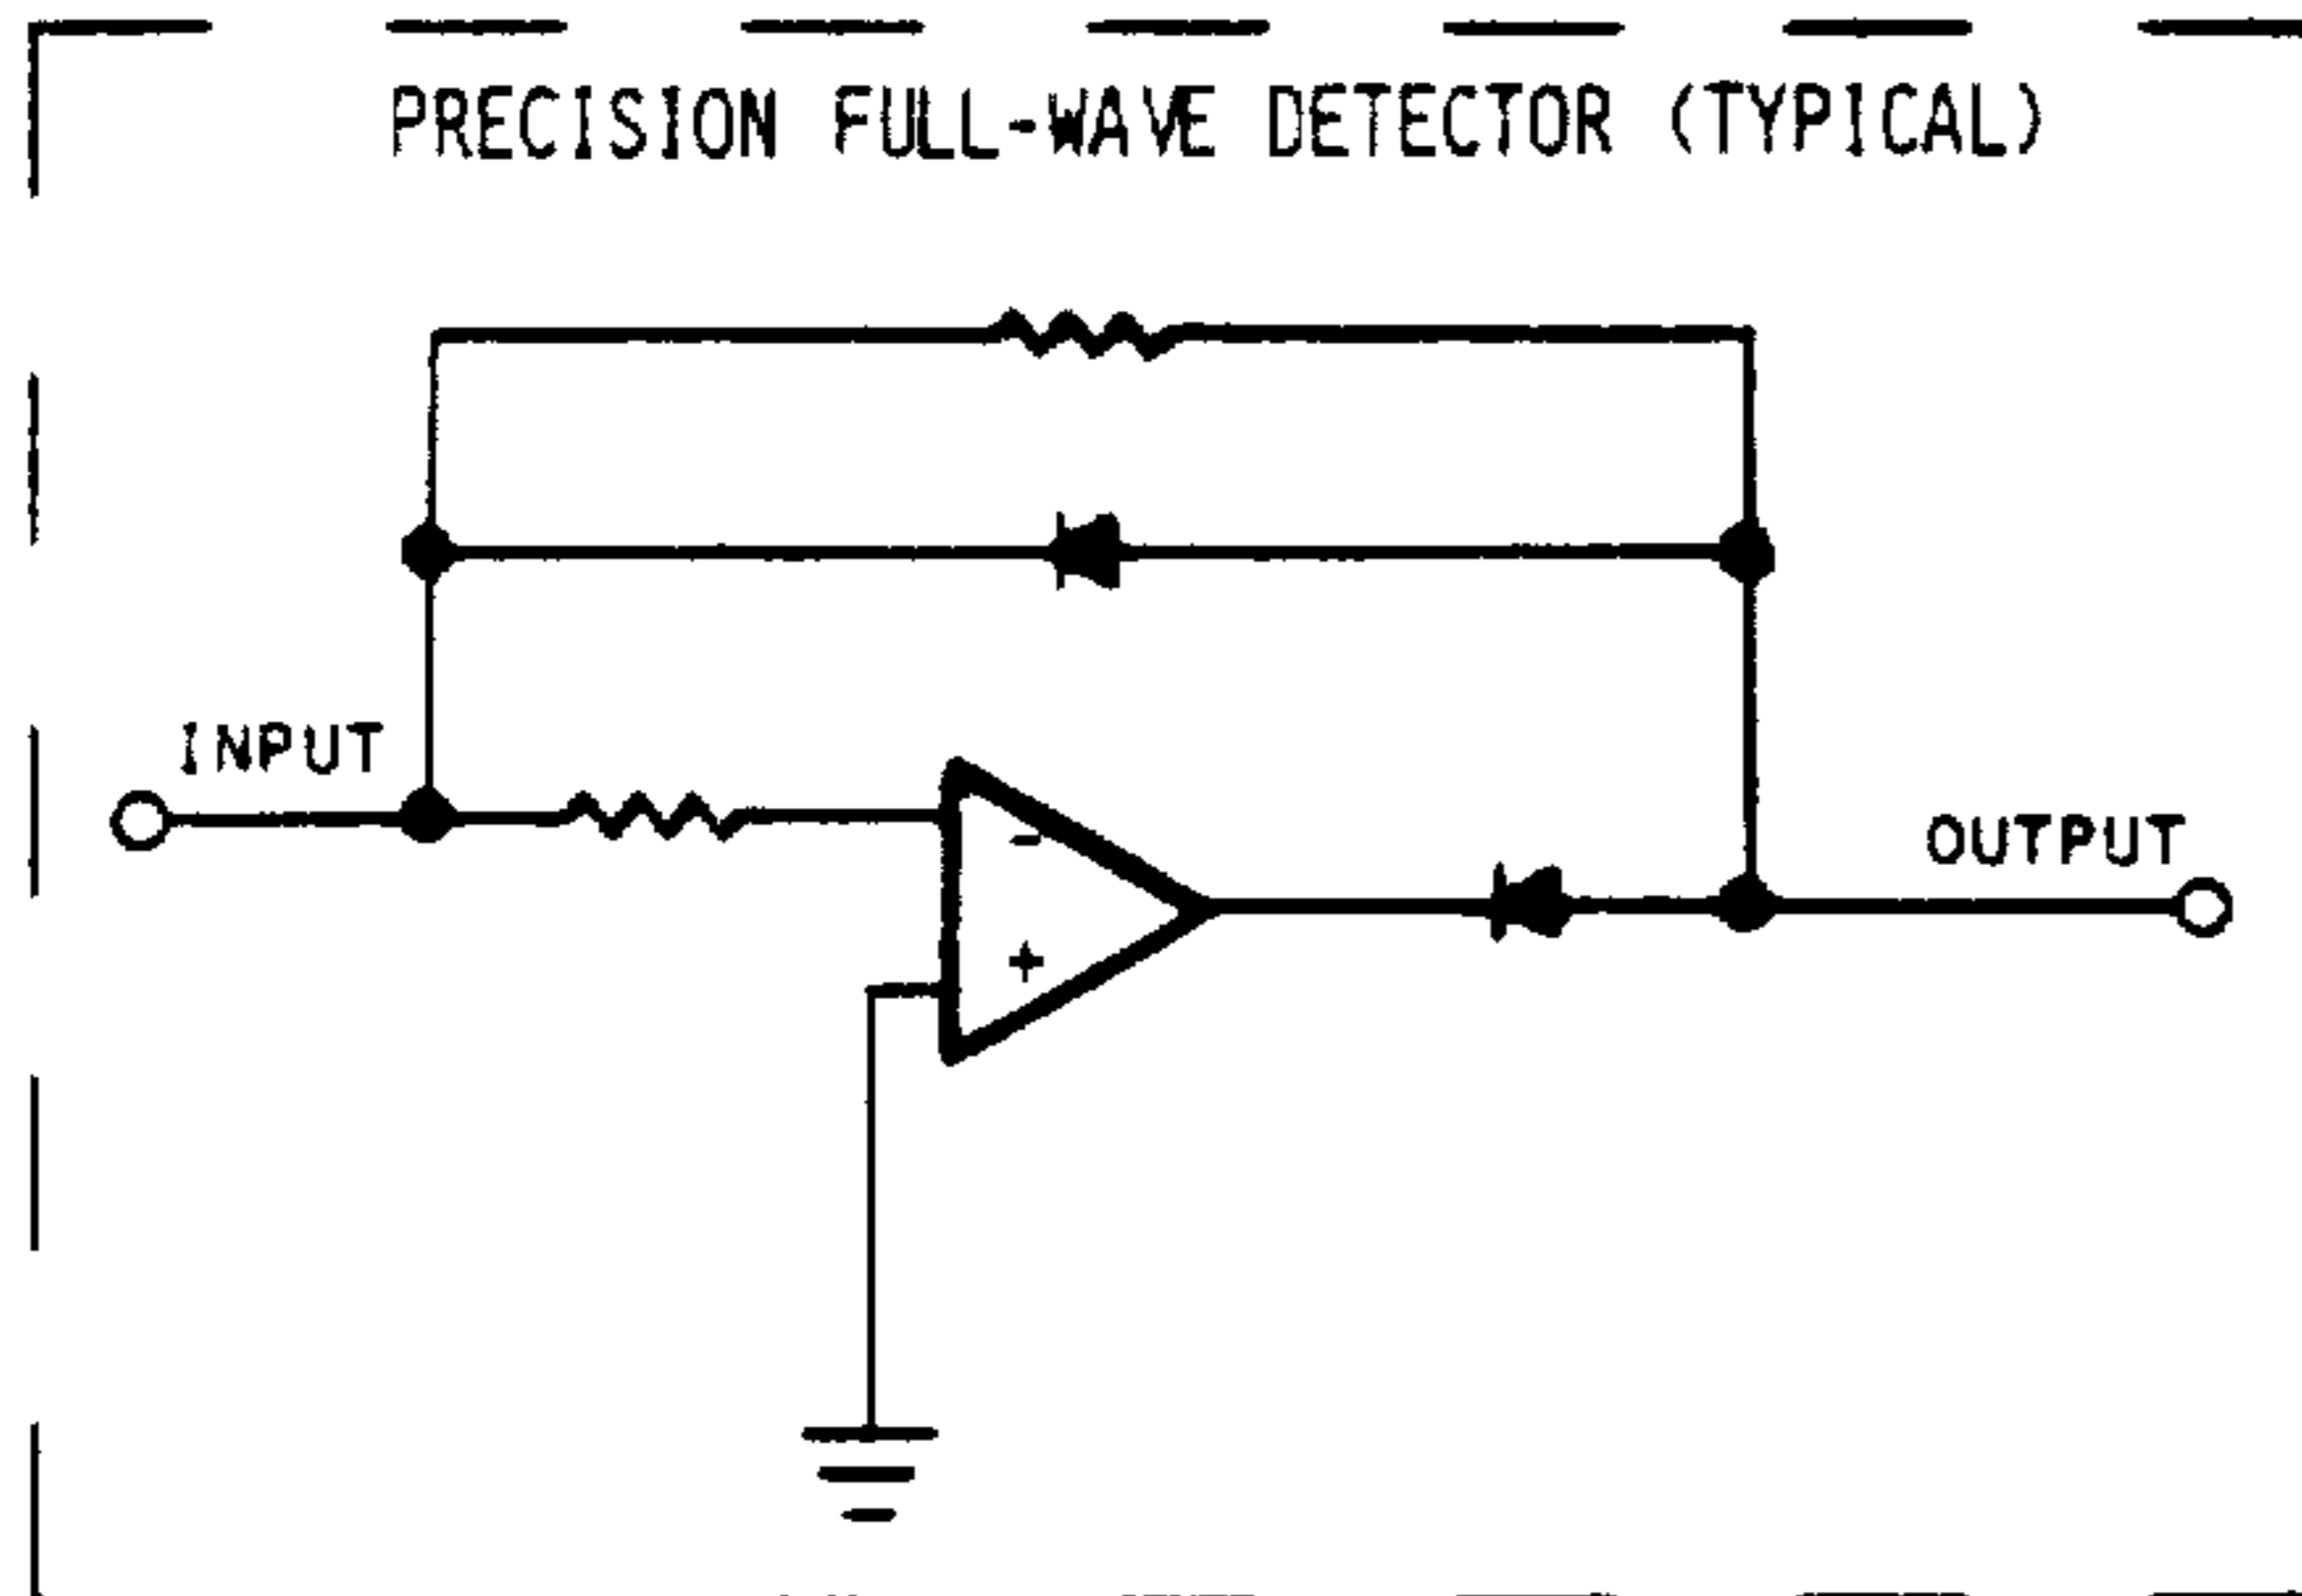 PRECISION FULL-WAVE DETECTOR (TYPICAL)
INPUT
OUTPUT
-
+